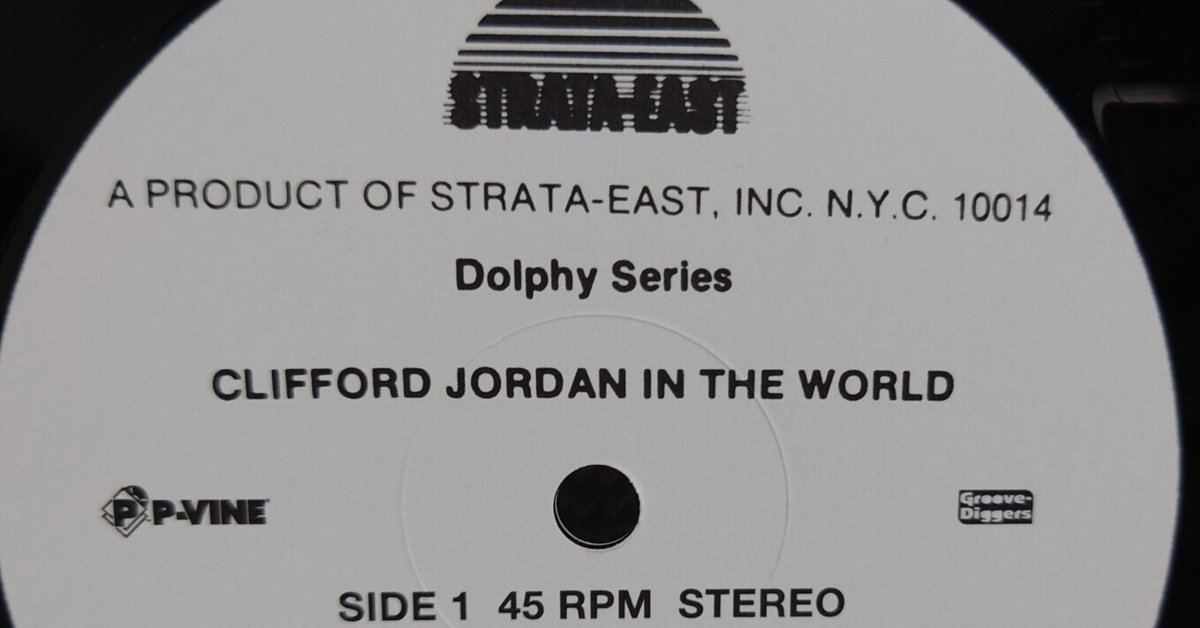 STRATA-EAST
A PRODUCT OF STRATA-EAST, INC. N.Y.C. 10014
Dolphy Series
CLIFFORD JORDAN IN THE WORLD
P P-VINE
Groove-
Diggers
SIDE 1 45 RPM STEREO